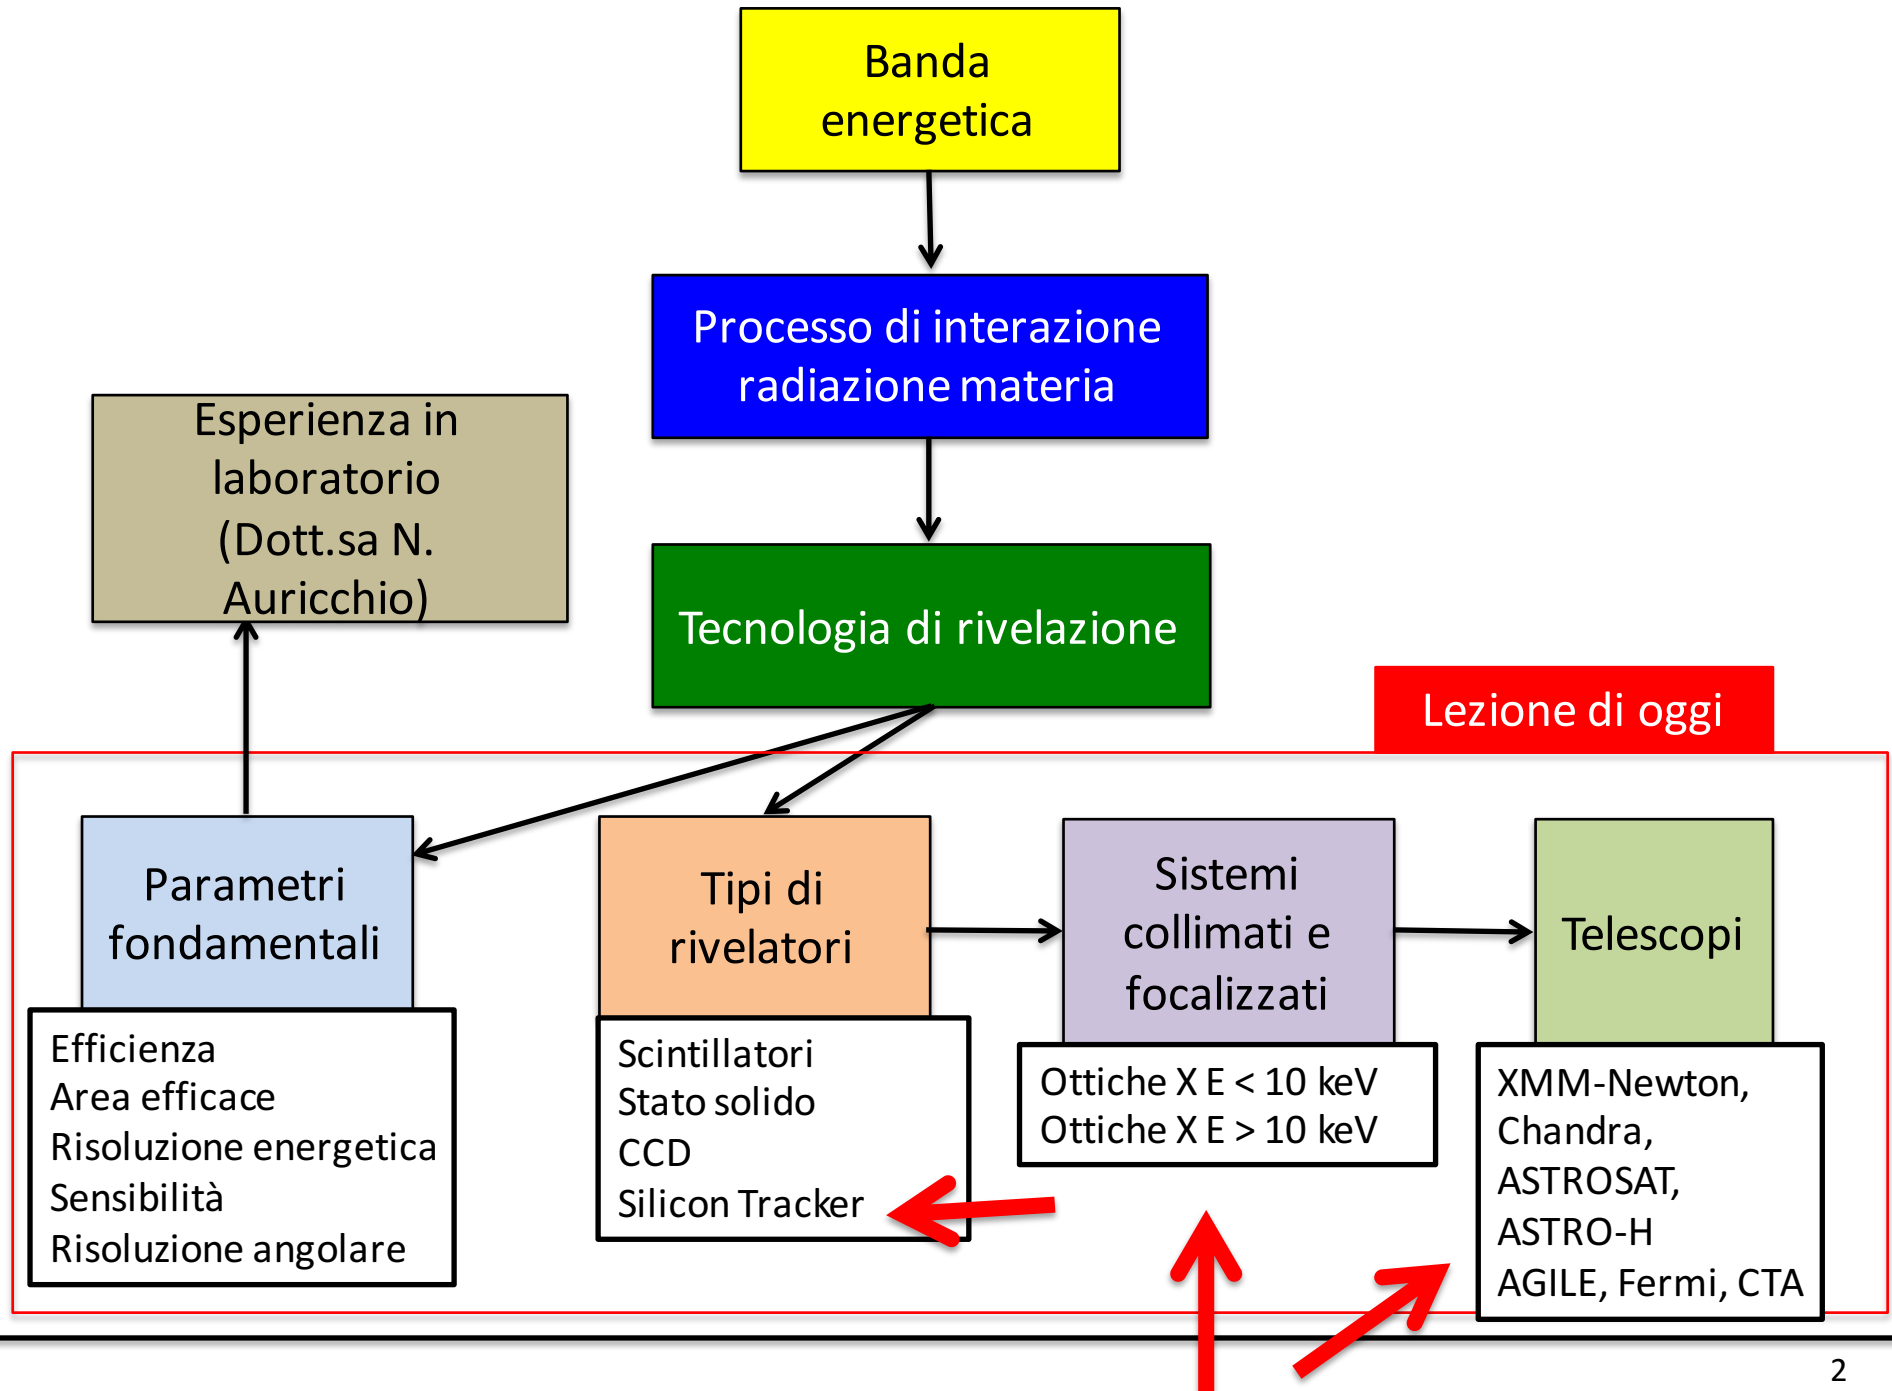 Banda
energetica
Processo di interazione
radiazione materia
Esperienza in
laboratorio
(Dott.sa N.
Auricchio)
Tecnologia di rivelazione
Lezione di oggi
Parametri
fondamentali
Efficienza
Area efficace
Risoluzione energetica
Sensibilità
Risoluzione angolare
Tipi di
rivelatori
Scintillatori
Stato solido
CCD
Silicon Tracker
Sistemi
collimati e
focalizzati
Ottiche X E < 10 keV
Ottiche X E > 10 keV
Telescopi
XMM-Newton,
Chandra,
ASTROSAT,
ASTRO-H
AGILE, Fermi, CTA
2